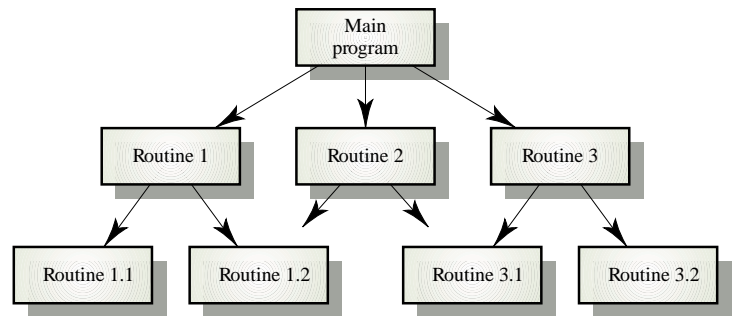 Main
program
Routine 1
Routine 2
Routine 3
Routine 1.1
Routine 1.2
Routine 3.1
Routine 3.2